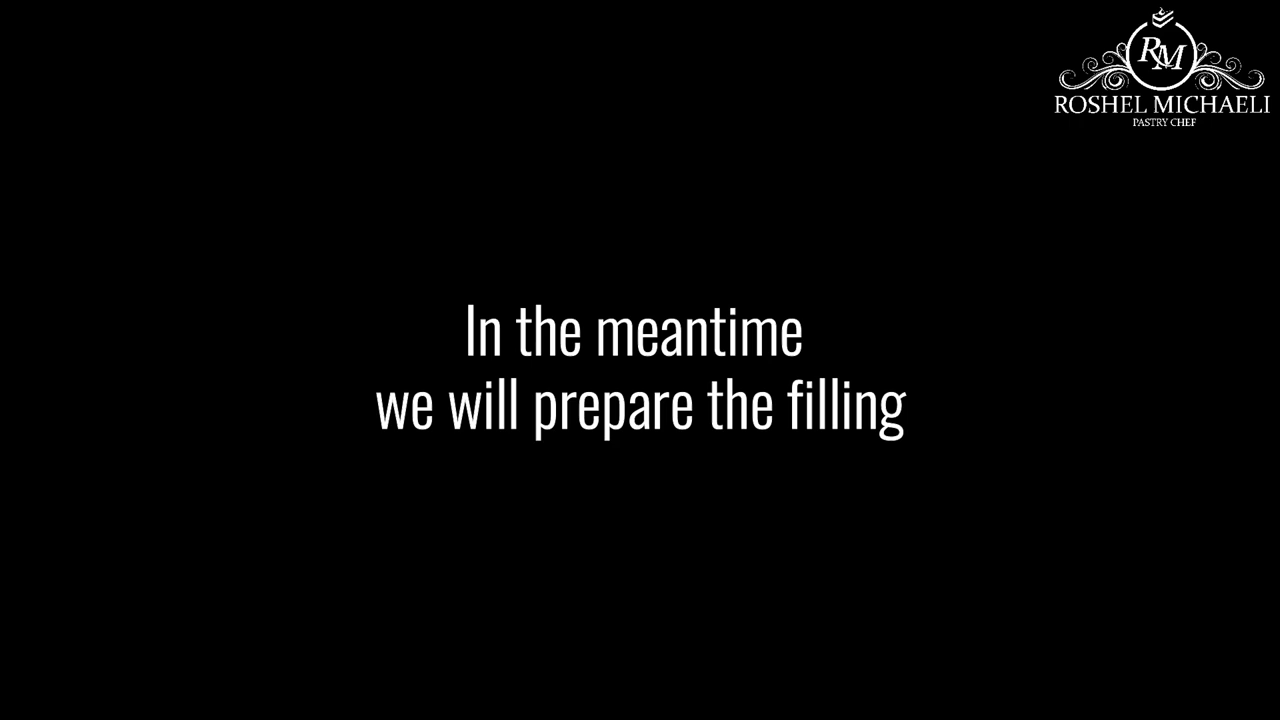 RM
ROSHEL MICHAELI
PASTRY CHEF
In the meantime
we will prepare the filling